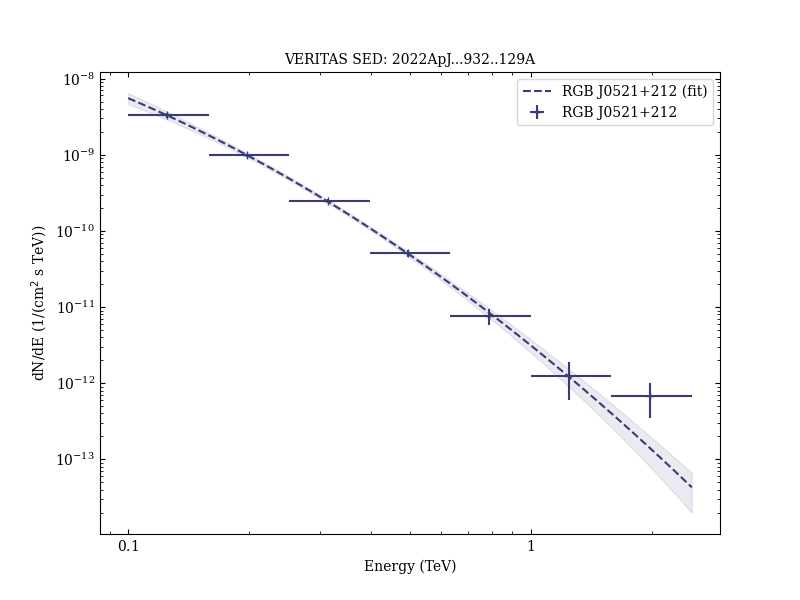 VERITAS SED: 2022ApJ...932..129A
RGB J0521+212 (fit)
RGB J0521+212
dN/dE (1/(cm² s TeV))
10⁻⁸
10⁻⁹
10⁻¹⁰
10⁻¹¹
10⁻¹²
10⁻¹³
0.1 1
Energy (TeV)